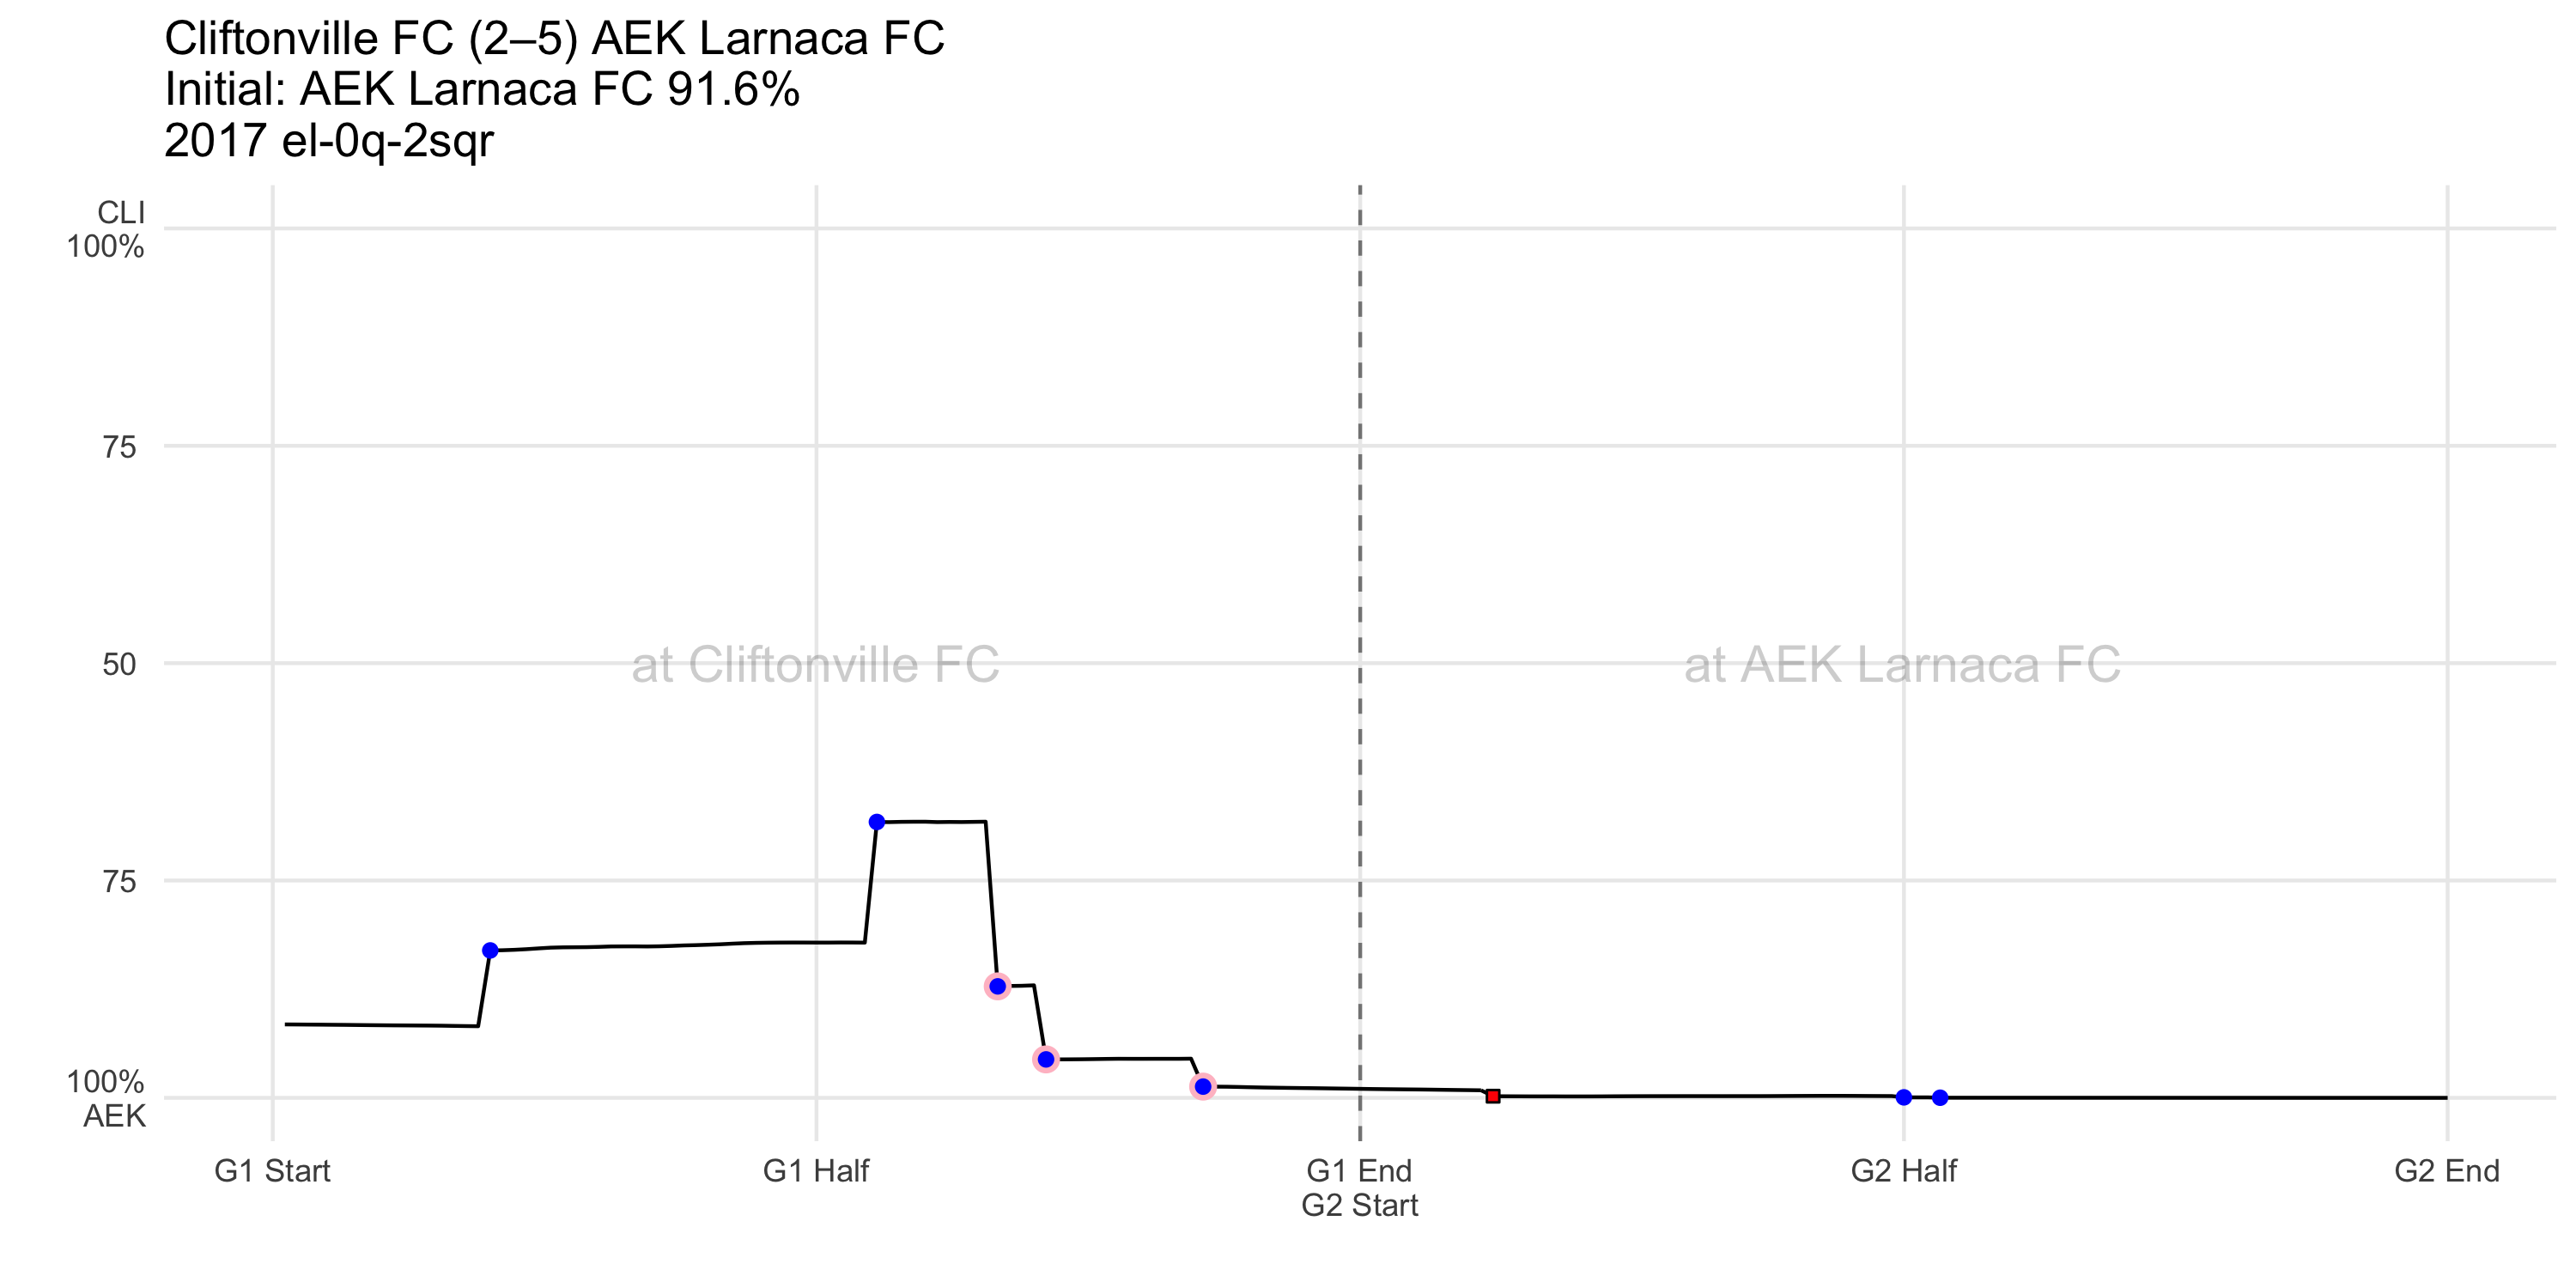 Cliftonville FC (2–5) AEK Larnaca FC
Initial: AEK Larnaca FC 91.6%
2017 el-0q-2sqr
CLI
100%
75
50
at Cliftonville FC
at AEK Larnaca FC
75
100%
AEK
G1 Start
G1 Half
G1 End
G2 Start
G2 Half
G2 End